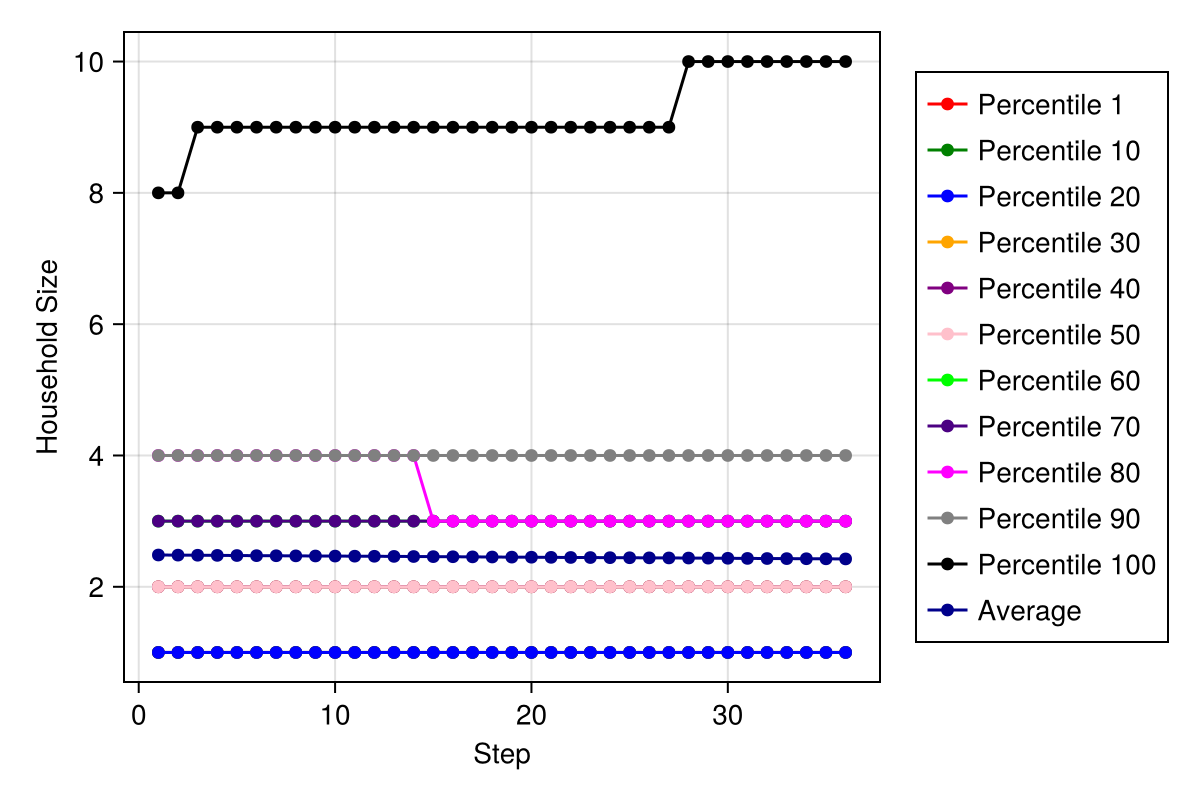 10
8
6
4
2
Household Size
0
10
20
30
Step
Percentile 1
Percentile 10
Percentile 20
Percentile 30
Percentile 40
Percentile 50
Percentile 60
Percentile 70
Percentile 80
Percentile 90
Percentile 100
Average